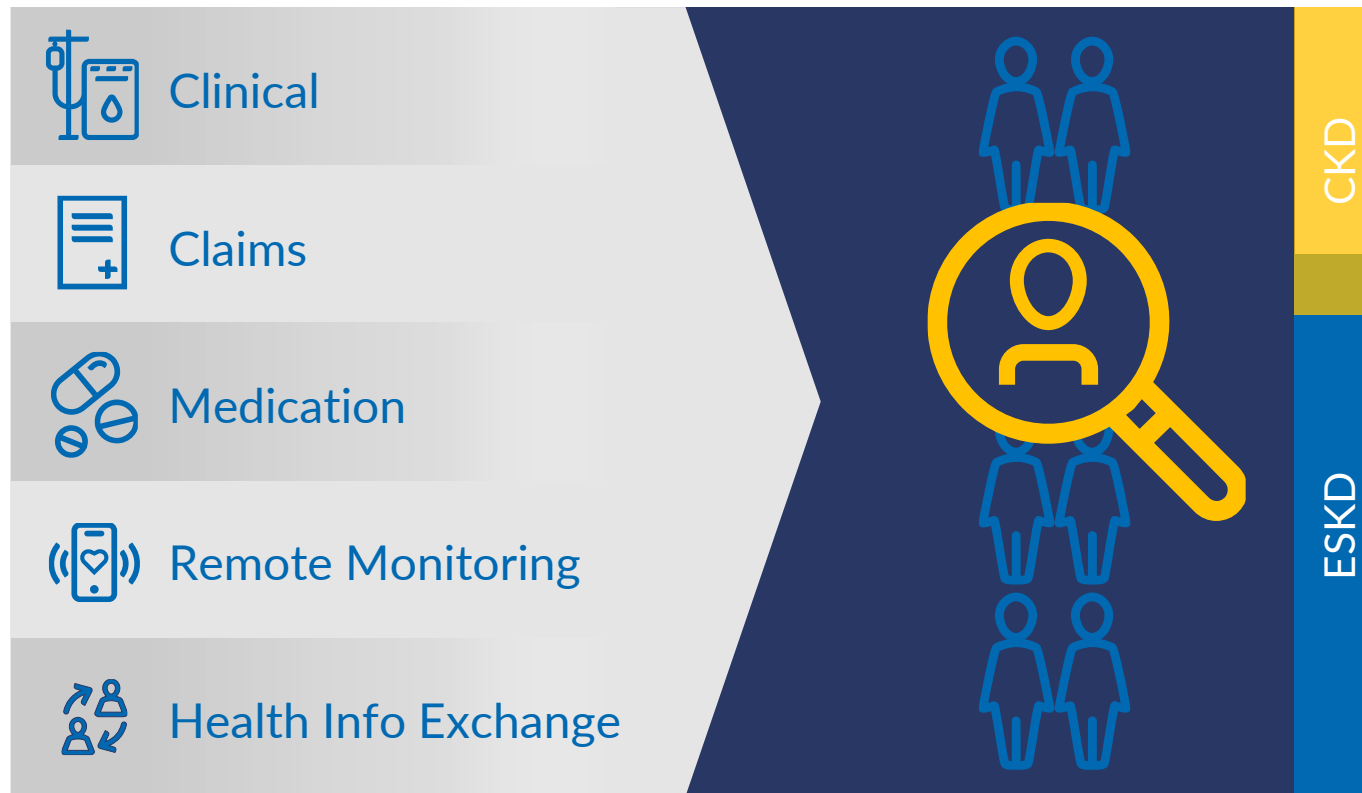 Clinical
Claims
Medication
Remote Monitoring
Health Info Exchange
CKD
ESKD